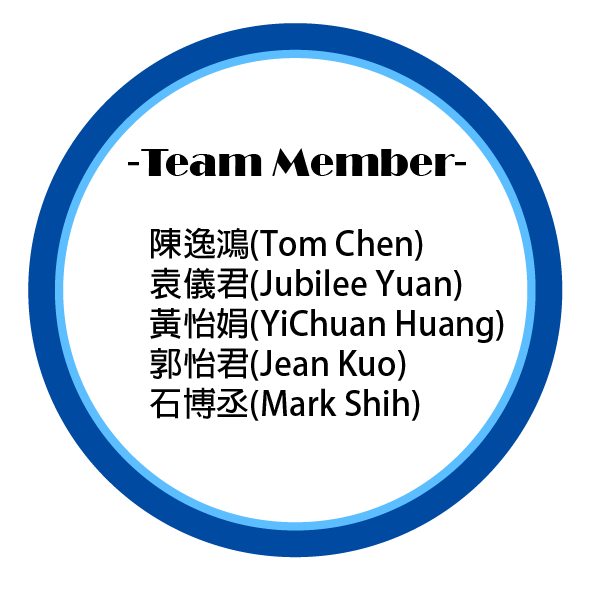 -Team Member-
陳逸鴻(Tom Chen)
袁儀君(Jubilee Yuan)
黃怡娟(YiChuan Huang)
郭怡君(Jean Kuo)
石博丞(Mark Shih)